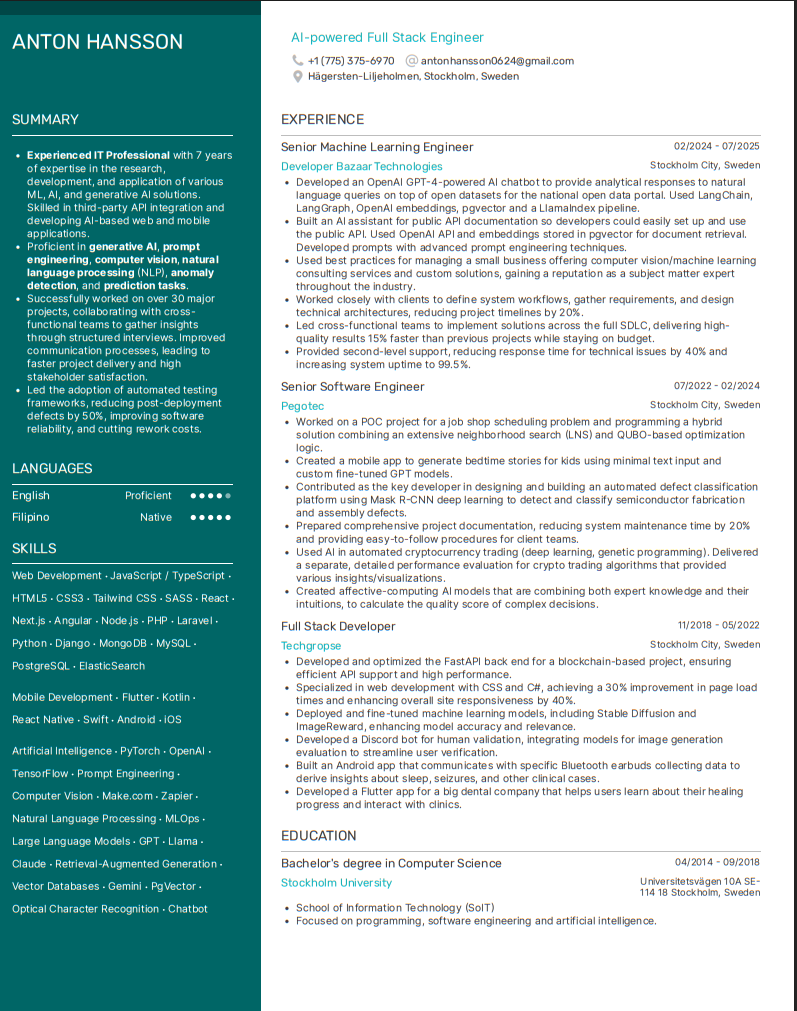 ANTON HANSSON
SUMMARY
• Experienced IT Professional with 7 years
of expertise in the research,
development, and application of various
ML, AI, and generative AI solutions.
Skilled in third-party API integration and
developing AI-based web and mobile
applications.
• Proficient in generative AI, prompt
engineering, computer vision, natural
language processing (NLP), anomaly
detection, and prediction tasks.
• Successfully worked on over 30 major
projects, collaborating with cross-
functional teams to gather insights
through structured interviews. Improved
communication processes, leading to
faster project delivery and high
stakeholder satisfaction.
• Led the adoption of automated testing
frameworks, reducing post-deployment
defects by 50%, improving software
reliability, and cutting rework costs.
LANGUAGES
English Proficient
Filipino Native
SKILLS
Web Development • JavaScript / TypeScript •
HTML5 • CSS3 • Tailwind CSS • SASS • React •
Next.js • Angular • Node.js • PHP • Laravel •
Python • Django • MongoDB • MySQL •
PostgreSQL • ElasticSearch
Mobile Development • Flutter • Kotlin •
React Native • Swift • Android • iOS
Artificial Intelligence • PyTorch • OpenAI •
TensorFlow • Prompt Engineering •
Computer Vision • Make.com • Zapier •
Natural Language Processing • MLOps •
Large Language Models • GPT • Llama •
Claude • Retrieval-Augmented Generation •
Vector Databases • Gemini • PgVector •
Optical Character Recognition • Chatbot
AI-powered Full Stack Engineer
+1 (775) 375-6970 antonhansson0624@gmail.com
Hägersten-Liljeholmen, Stockholm, Sweden
EXPERIENCE
Senior Machine Learning Engineer 02/2024 - 07/2025
Developer Bazaar Technologies Stockholm City, Sweden
• Developed an OpenAI GPT-4-powered AI chatbot to provide analytical responses to natural
language queries on top of open datasets for the national open data portal. Used LangChain,
LangGraph, OpenAI embeddings, pgvector and a LlamaIndex pipeline.
• Built an AI assistant for public API documentation so developers could easily set up and use
the public API. Used OpenAI API and embeddings stored in pgvector for document retrieval.
Developed prompts with advanced prompt engineering techniques.
• Used best practices for managing a small business offering computer vision/machine learning
consulting services and custom solutions, gaining a reputation as a subject matter expert
throughout the industry.
• Worked closely with clients to define system workflows, gather requirements, and design
technical architectures, reducing project timelines by 20%.
• Led cross-functional teams to implement solutions across the full SDLC, delivering high-
quality results 15% faster than previous projects while staying on budget.
• Provided second-level support, reducing response time for technical issues by 40% and
increasing system uptime to 99.5%.
Senior Software Engineer 07/2022 - 02/2024
Pegotec Stockholm City, Sweden
• Worked on a POC project for a job shop scheduling problem and programming a hybrid
solution combining an extensive neighborhood search (LNS) and QUBO-based optimization
logic.
• Created a mobile app to generate bedtime stories for kids using minimal text input and
custom fine-tuned GPT models.
• Contributed as the key developer in designing and building an automated defect classification
platform using Mask R-CNN deep learning to detect and classify semiconductor fabrication
and assembly defects.
• Prepared comprehensive project documentation, reducing system maintenance time by 20%
and providing easy-to-follow procedures for client teams.
• Used AI in automated cryptocurrency trading (deep learning, genetic programming). Delivered
a separate, detailed performance evaluation for crypto trading algorithms that provided
various insights/visualizations.
• Created affective-computing AI models that are combining both expert knowledge and their
intuitions, to calculate the quality score of complex decisions.
Full Stack Developer 11/2018 - 05/2022
Techgropse Stockholm City, Sweden
• Developed and optimized the FastAPI back end for a blockchain-based project, ensuring
efficient API support and high performance.
• Specialized in web development with CSS and C#, achieving a 30% improvement in page load
times and enhancing overall site responsiveness by 40%.
• Deployed and fine-tuned machine learning models, including Stable Diffusion and
ImageReward, enhancing model accuracy and relevance.
• Developed a Discord bot for human validation, integrating models for image generation
evaluation to streamline user verification.
• Built an Android app that communicates with specific Bluetooth earbuds collecting data to
derive insights about sleep, seizures, and other clinical cases.
• Developed a Flutter app for a big dental company that helps users learn about their healing
progress and interact with clinics.
EDUCATION
Bachelor's degree in Computer Science 04/2014 - 09/2018
Stockholm University Universitetsvägen 10A SE-
114 18 Stockholm, Sweden
• School of Information Technology (SoIT)
• Focused on programming, software engineering and artificial intelligence.